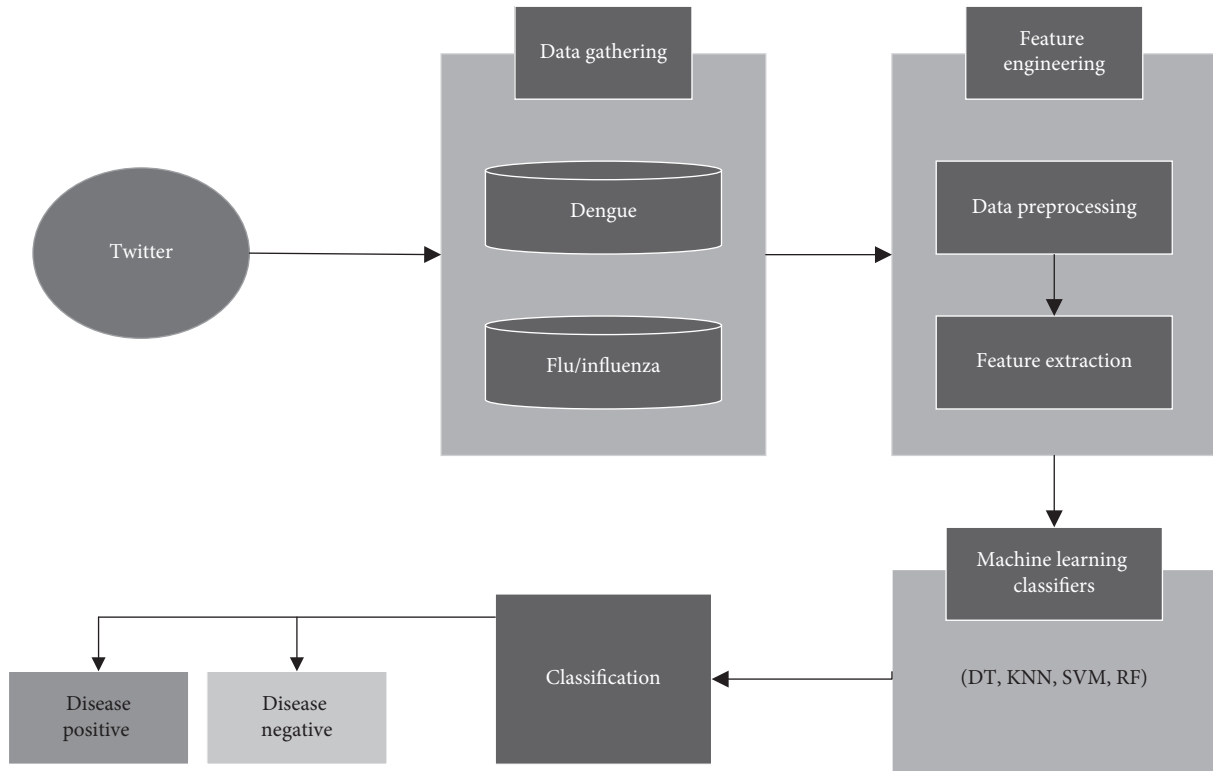 Twitter
Data gathering
Dengue
Flu/influenza
Feature
engineering
Data preprocessing
Feature extraction
Machine learning
classifiers
(DT, KNN, SVM, RF)
Classification
Disease
positive
Disease
negative